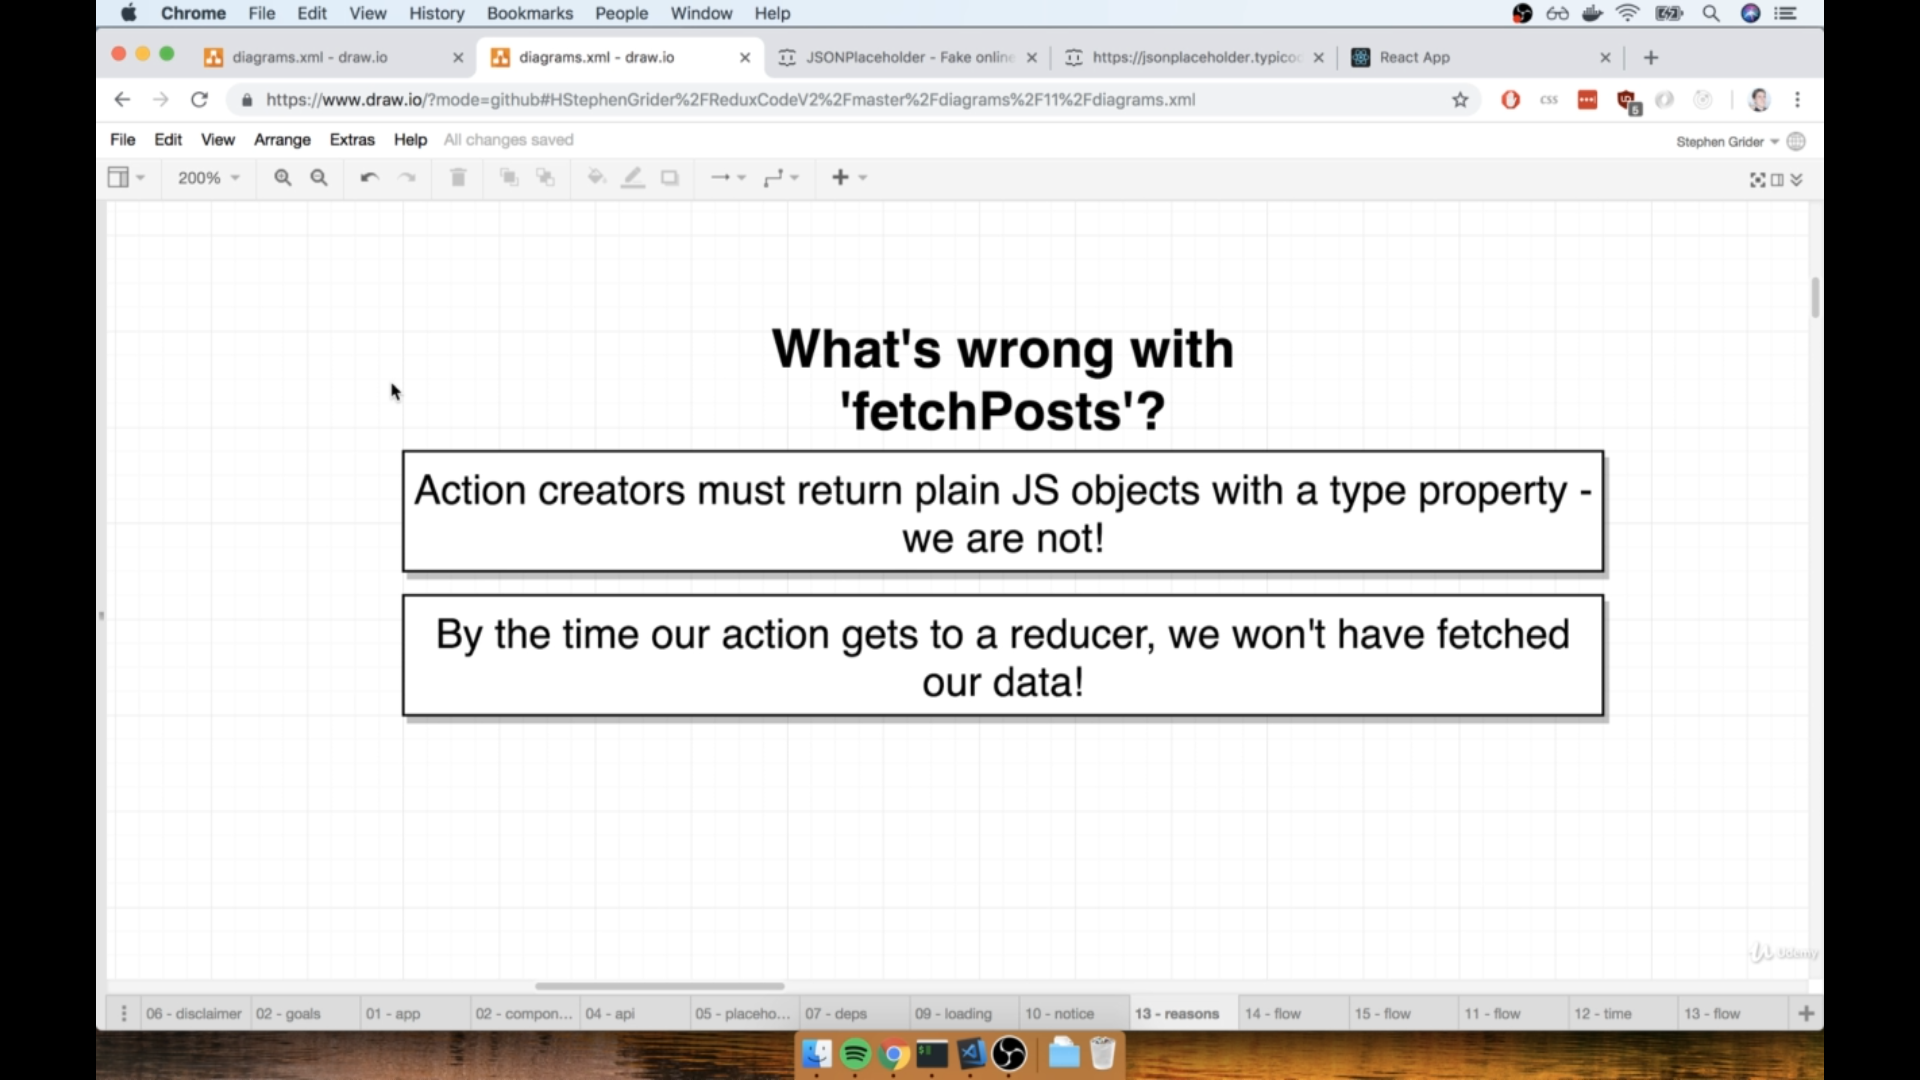 Chrome File Edit View History Bookmarks People Window Help
diagrams.xml - draw.io
diagrams.xml - draw.io
JSONPlaceholder - Fake online
https://jsonplaceholder.typico
React App
https://www.draw.io/?mode=github#HStephenGrider%2FReduxCodeV2%2Fmaster%2Fdiagrams%2F11%2Fdiagrams.xml
CSS
File Edit View Arrange Extras Help All changes saved
Stephen Grider
200%
What's wrong with
'fetchPosts'?
Action creators must return plain JS objects with a type property -
we are not!
By the time our action gets to a reducer, we won't have fetched
our data!
Udemy
06 - disclaimer 02 - goals 01 - app 02 - compon... 04 - api 05 - placeho... 07 - deps 09 - loading 10 - notice 13 - reasons 14 - flow 15 - flow 11 - flow 12 - time 13 - flow